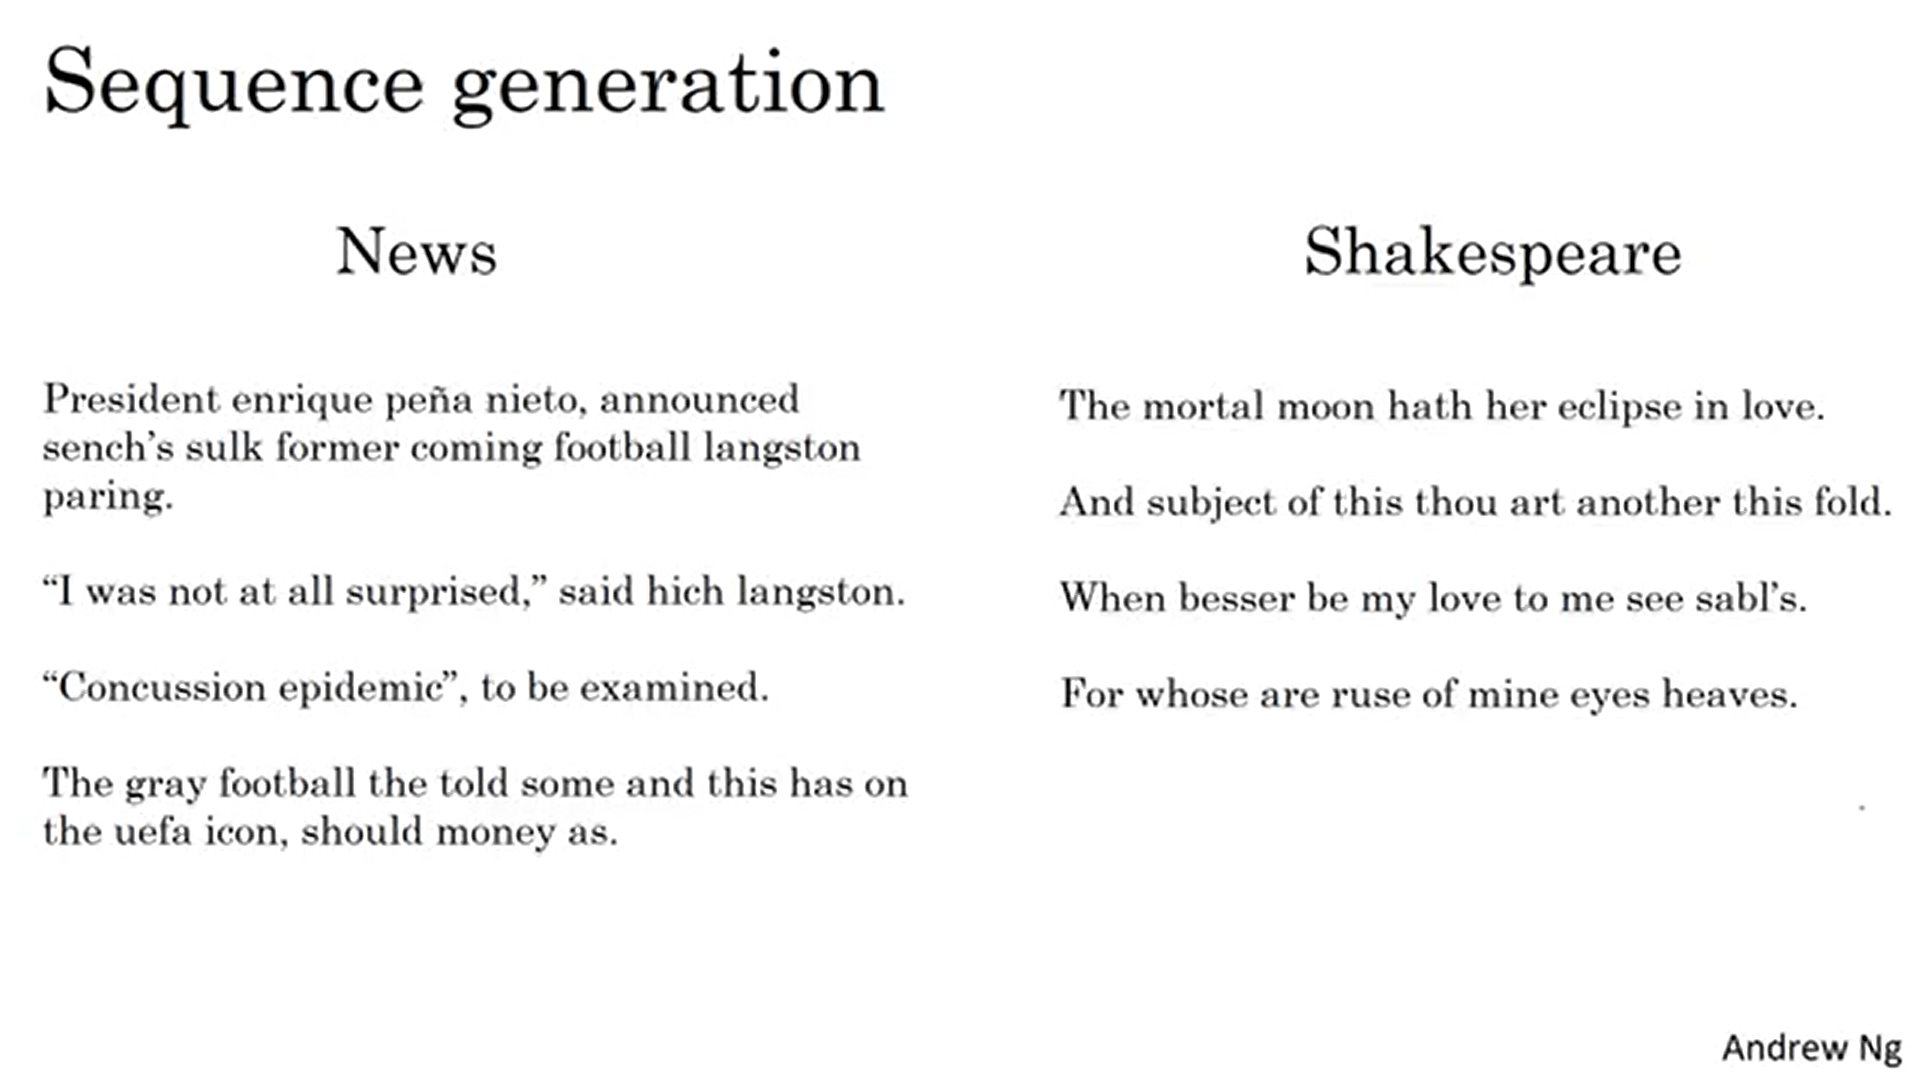 Sequence generation
News
President enrique peña nieto, announced
sench's sulk former coming football langston
paring.
“I was not at all surprised,” said hich langston.
“Concussion epidemic”, to be examined.
The gray football the told some and this has on
the uefa icon, should money as.
Shakespeare
The mortal moon hath her eclipse in love.
And subject of this thou art another this fold.
When besser be my love to me see sabl's.
For whose are ruse of mine eyes heaves.
Andrew Ng